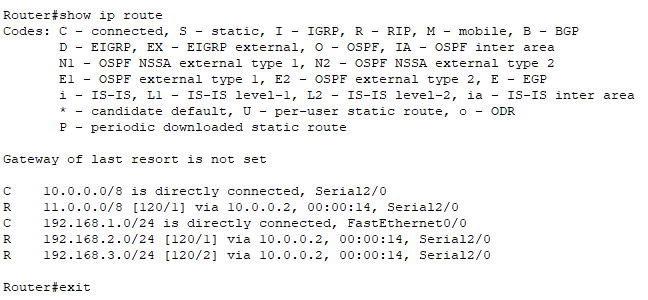 Router#show ip route
Codes: C - connected, S - static, I - IGRP, R - RIP, M - mobile, B - BGP
       D - EIGRP, EX - EIGRP external, O - OSPF, IA - OSPF inter area
       N1 - OSPF NSSA external type 1, N2 - OSPF NSSA external type 2
       E1 - OSPF external type 1, E2 - OSPF external type 2, E - EGP
       i - IS-IS, L1 - IS-IS level-1, L2 - IS-IS level-2, ia - IS-IS inter area
       * - candidate default, U - per-user static route, o - ODR
       P - periodic downloaded static route
Gateway of last resort is not set
C    10.0.0.0/8 is directly connected, Serial2/0
R    11.0.0.0/8 [120/1] via 10.0.0.2, 00:00:14, Serial2/0
C    192.168.1.0/24 is directly connected, FastEthernet0/0
R    192.168.2.0/24 [120/1] via 10.0.0.2, 00:00:14, Serial2/0
R    192.168.3.0/24 [120/2] via 10.0.0.2, 00:00:14, Serial2/0
Router#exit